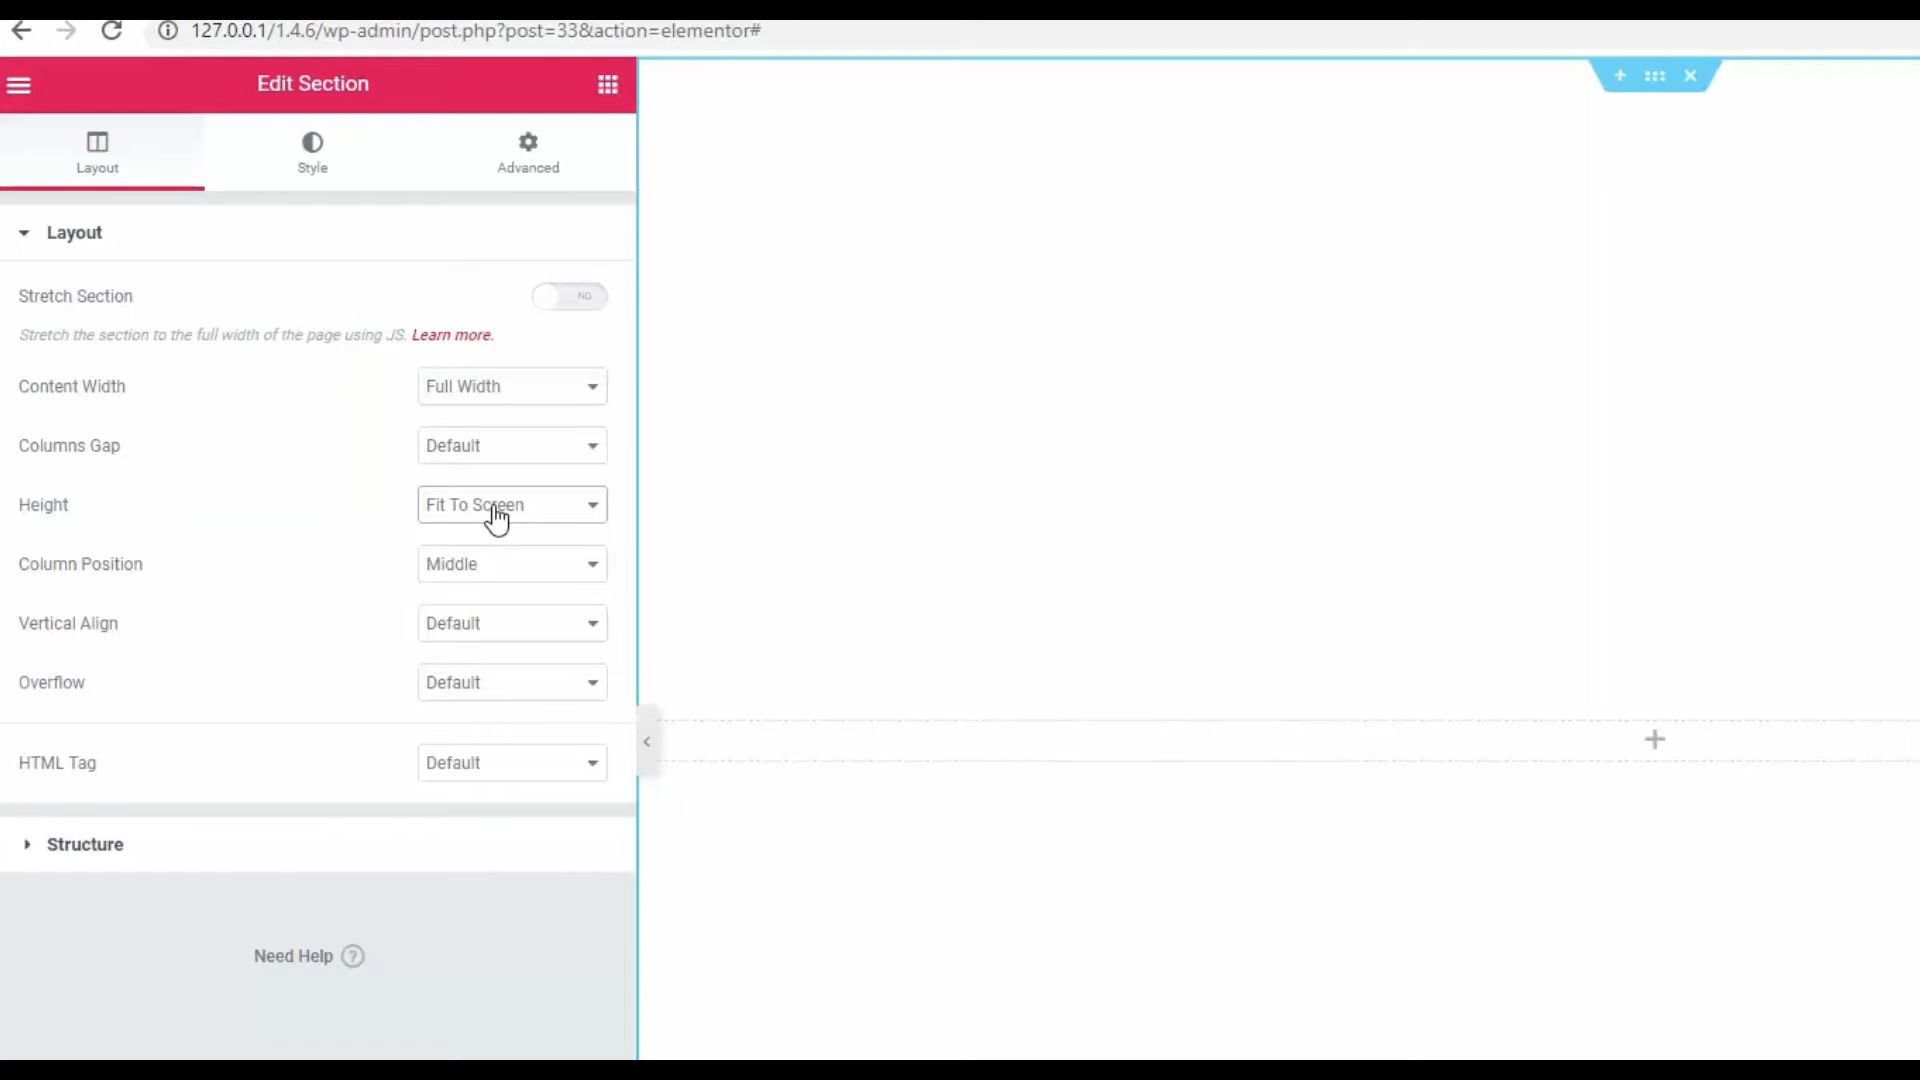 127.0.0.1/1.4.6/wp-admin/post.php?post=33&action=elementor#
Edit Section
Layout Style Advanced
Layout
Stretch Section NO
Stretch the section to the full width of the page using JS. Learn more.
Content Width Full Width
Columns Gap Default
Height Fit To Screen
Column Position Middle
Vertical Align Default
Overflow Default
HTML Tag Default
Structure
Need Help ?